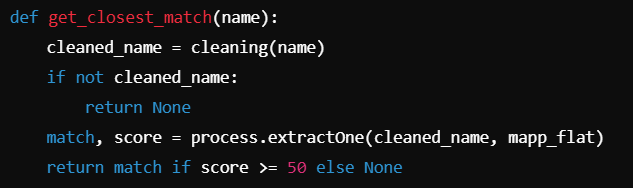 def get_closest_match(name):
    cleaned_name = cleaning(name)
    if not cleaned_name:
        return None
    match, score = process.extractOne(cleaned_name, mapp_flat)
    return match if score >= 50 else None